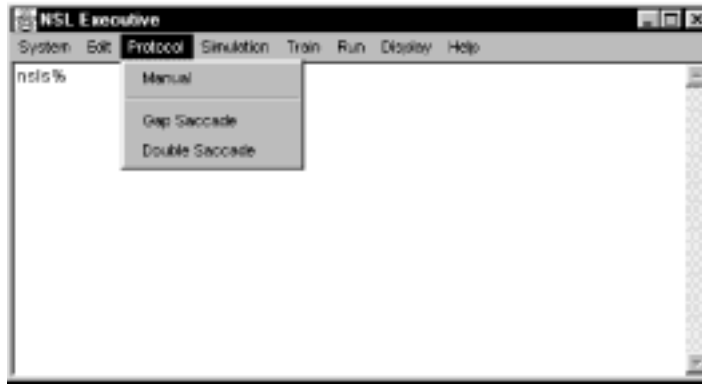 NSL Executive
System Edit Protocol Simulation Train Run Display Help
nsls%
Manual
Gap Saccade
Double Saccade